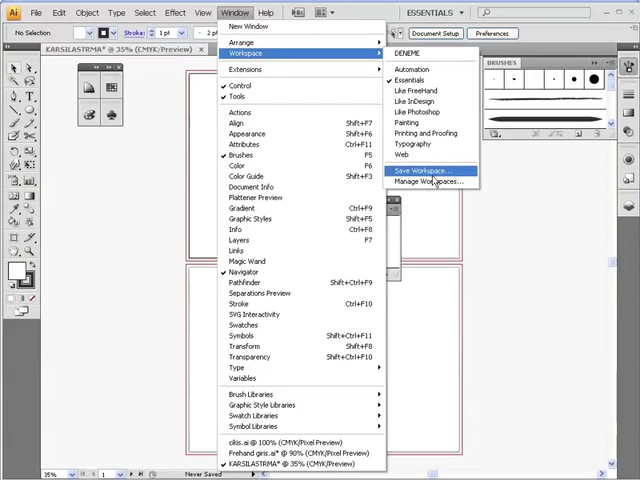 Ai File Edit Object Type Select Effect View Window Help ESSENTIALS
No Selection Stroke: 1 pt 2 pt Document Setup Preferences
KARSILASTRMA* @ 35% (CMYK/Preview)
New Window
Arrange
Workspace
Extensions
Control
Tools
Actions
Align Shift+F7
Appearance Shift+F6
Attributes Ctrl+F11
Brushes F5
Color F6
Color Guide Shift+F3
Document Info
Flattener Preview
Gradient Ctrl+F9
Graphic Styles Shift+F5
Info Ctrl+F8
Layers F7
Links
Magic Wand
Navigator
Pathfinder Shift+Ctrl+F9
Separations Preview
Stroke Ctrl+F10
SVG Interactivity
Swatches
Symbols Shift+Ctrl+F11
Transform Shift+F8
Transparency Shift+Ctrl+F10
Type
Variables
Brush Libraries
Graphic Style Libraries
Swatch Libraries
Symbol Libraries
cikis.ai @ 100% (CMYK/Pixel Preview)
Frehand giris.ai* @ 90% (CMYK/Pixel Preview)
KARSILASTRMA* @ 35% (CMYK/Preview)
DENEME
Automation
Essentials
Like FreeHand
Like InDesign
Like Photoshop
Painting
Printing and Proofing
Typography
Web
Save Workspace...
Manage Workspaces...
BRUSHES
35% 1 Never Saved